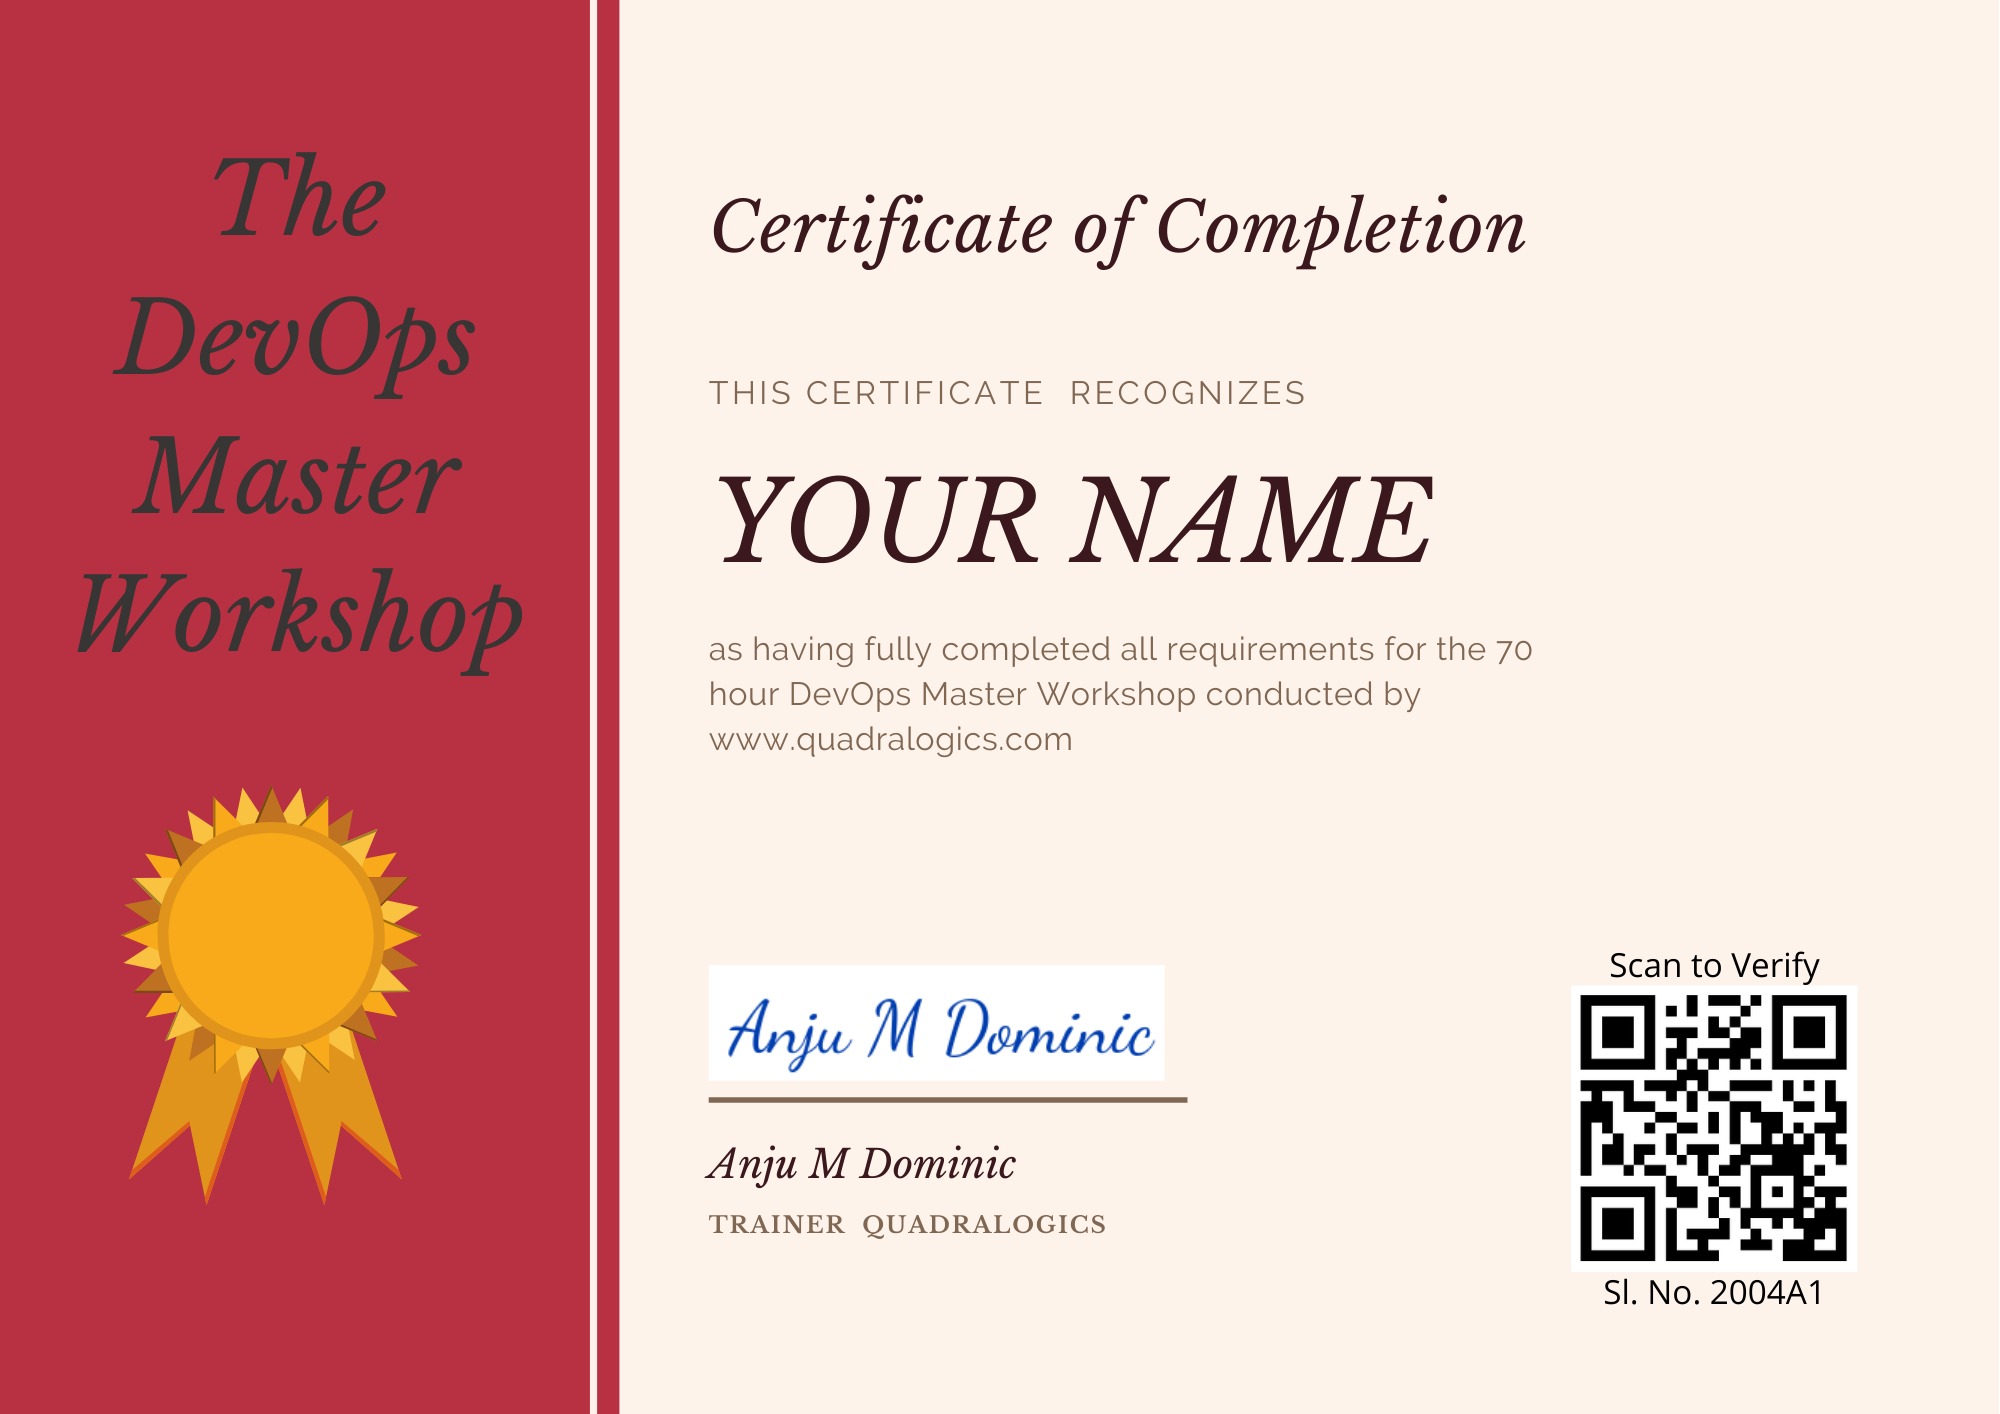 The
DevOps
Master
Workshop
Certificate of Completion
THIS CERTIFICATE RECOGNIZES
YOUR NAME
as having fully completed all requirements for the 70
hour DevOps Master Workshop conducted by
www.quadralogics.com
Anju M Dominic
Anju M Dominic
TRAINER QUADRALOGICS
Scan to Verify
Sl. No. 2004A1